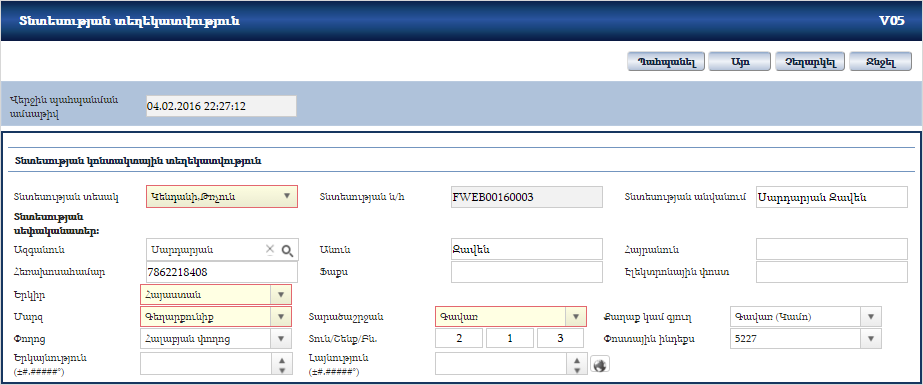 Տնտեսության տեղեկատվություն V05
Պահպանել Այո Չեղարկել Ջնջել
Վերջին պահպանման
ամսաթիվ 04.02.2016 22:27:12
Տնտեսության կոնտակտային տեղեկատվություն
Տնտեսության տեսակ Կենդանի,Թռչուն Տնտեսության ն/հ FWEB00160003 Տնտեսության անվանում Սարդարյան Զավեն
Տնտեսության
սեփականատեր:
Ազգանուն Սարդարյան Անուն Զավեն Հայրանուն
Հեռախոսահամար 7862218408 Ֆաքս Էլեկտրոնային փոստ
Երկիր Հայաստան
Մարզ Գեղարքունիք Տարածաշրջան Գավառ Քաղաք կամ գյուղ Գավառ (Կամո)
Փողոց Հալաբյան փողոց Տուն/Շենք/Բն. 2 1 3 Փոստային ինդեքս 5227
Երկայնություն Լայնություն
(±#.#####°) (±#.#####°)